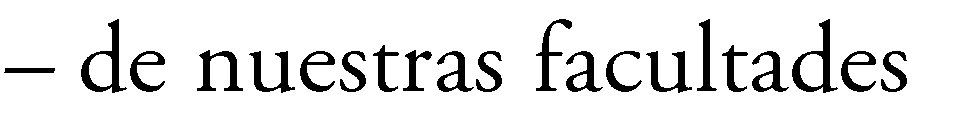 – de nuestras facultades